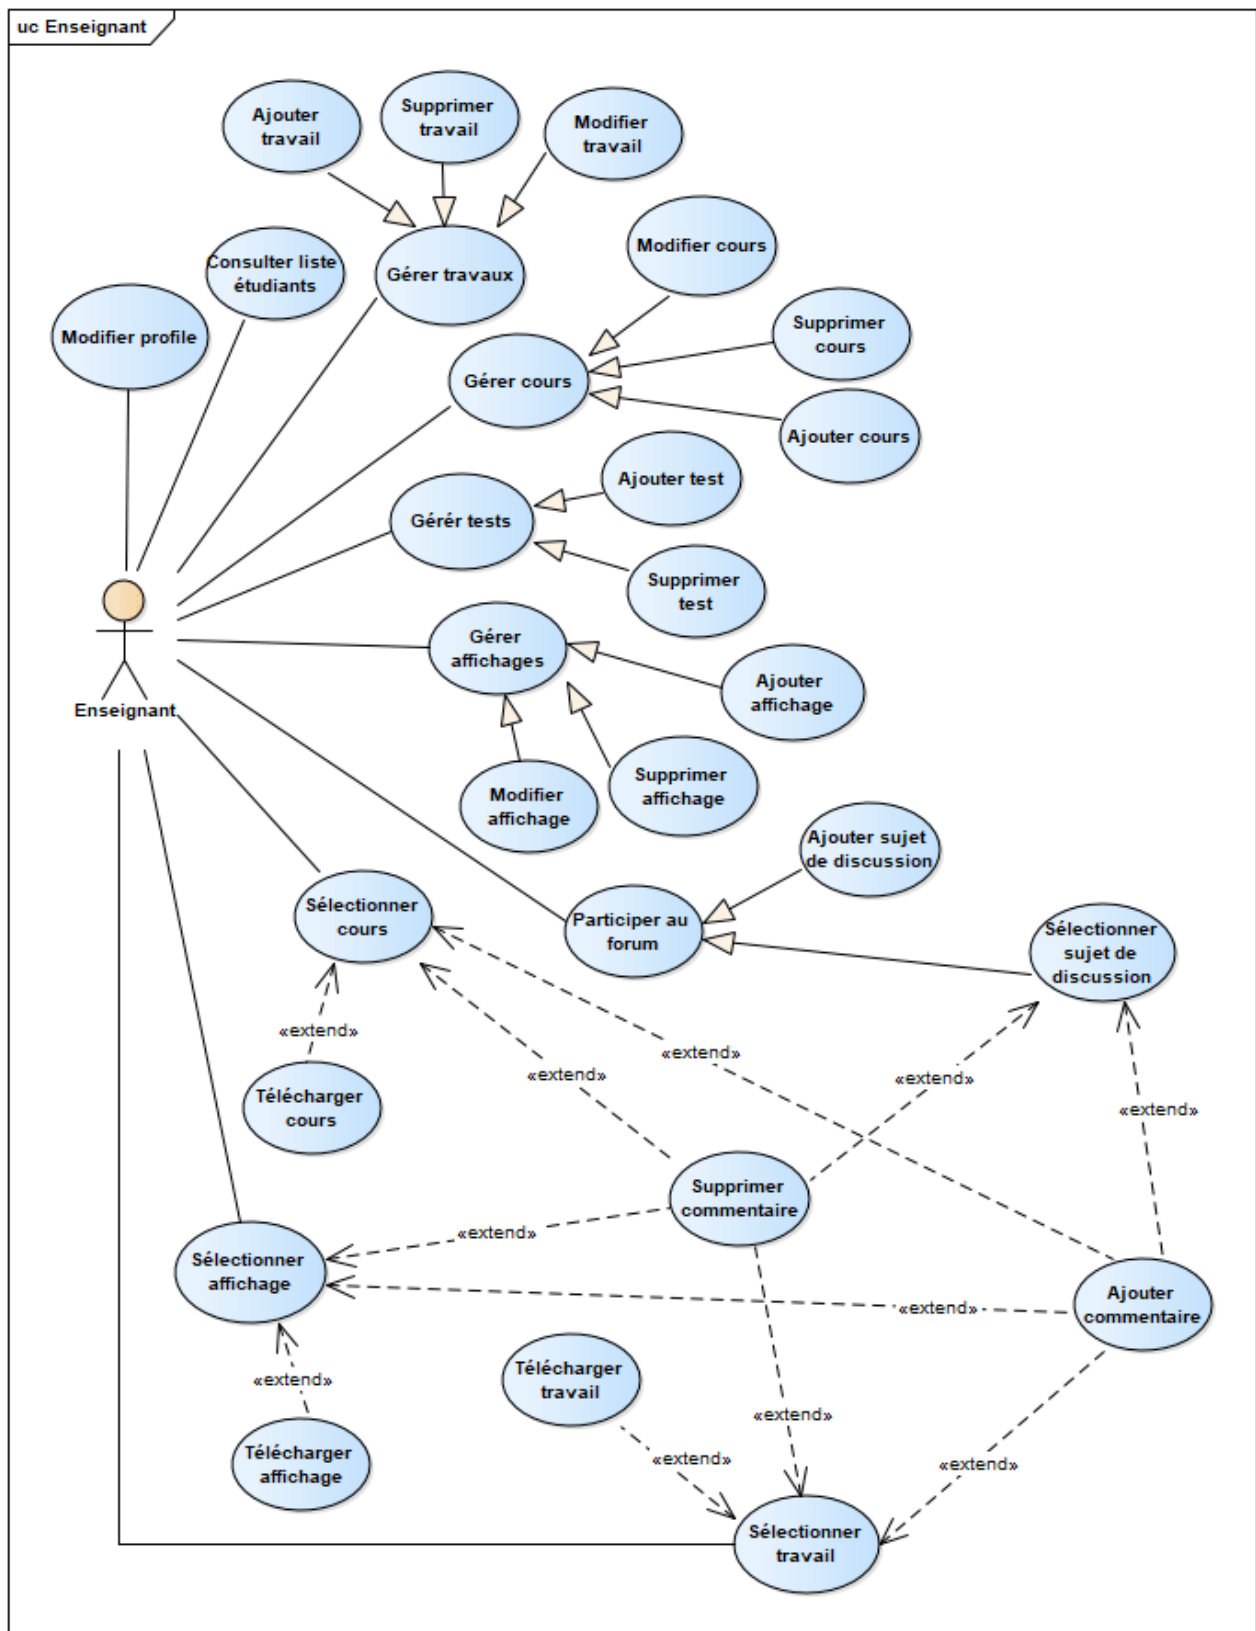 uc Enseignant
Ajouter
travail
Supprimer
travail
Modifier
travail
Modifier cours
Consulter liste
étudiants
Gérer travaux
Modifier profile
Supprimer
cours
Gérer cours
Ajouter cours
Ajouter test
Gérér tests
Supprimer
test
Gérer
affichages
Ajouter
affichage
Enseignant
Supprimer
affichage
Modifier
affichage
Ajouter sujet
de discussion
Sélectionner
cours
Participer au
forum
Sélectionner
sujet de
discussion
«extend»
«extend»
«extend»
«extend»
«extend»
Télécharger
cours
Supprimer
commentaire
«extend»
Sélectionner
affichage
Ajouter
commentaire
«extend»
Télécharger
travail
«extend»
«extend»
«extend»
«extend»
Télécharger
affichage
Sélectionner
travail